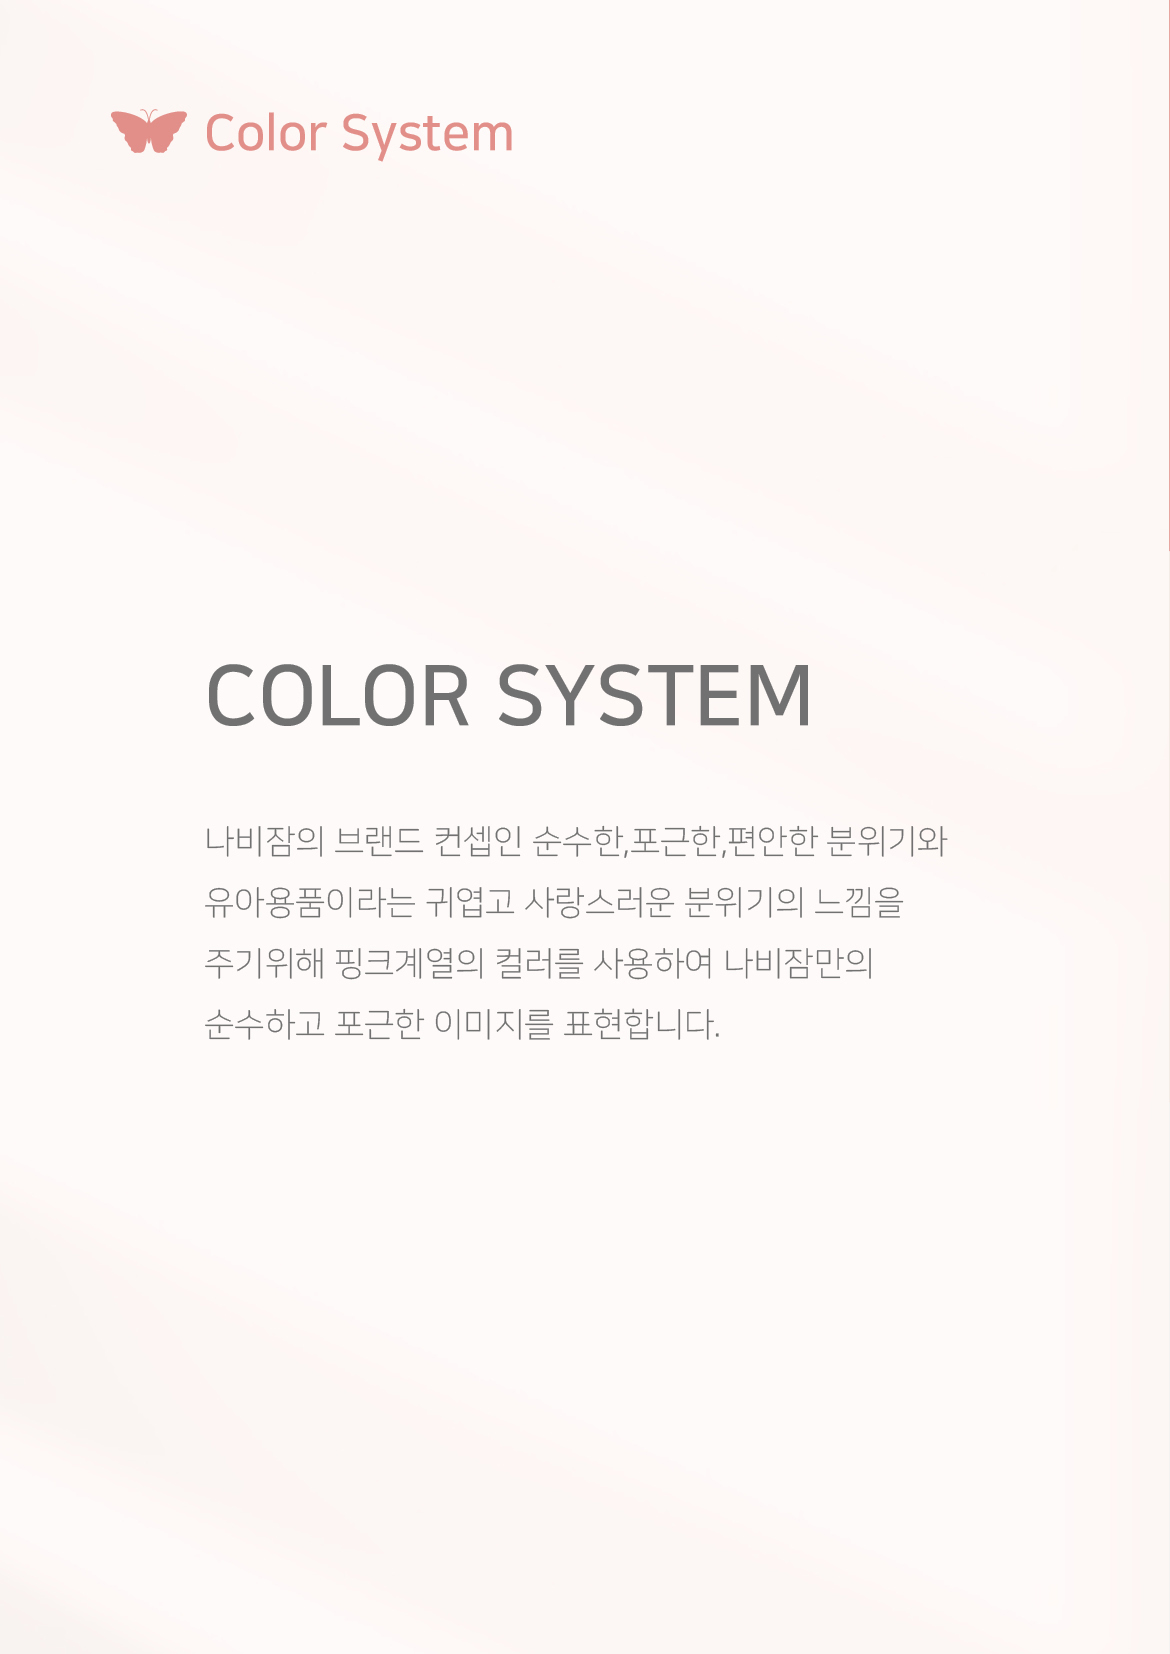 Color System
COLOR SYSTEM
나비잠의 브랜드 컨셉인 순수한,포근한,편안한 분위기와
유아용품이라는 귀엽고 사랑스러운 분위기의 느낌을
주기위해 핑크계열의 컬러를 사용하여 나비잠만의
순수하고 포근한 이미지를 표현합니다.